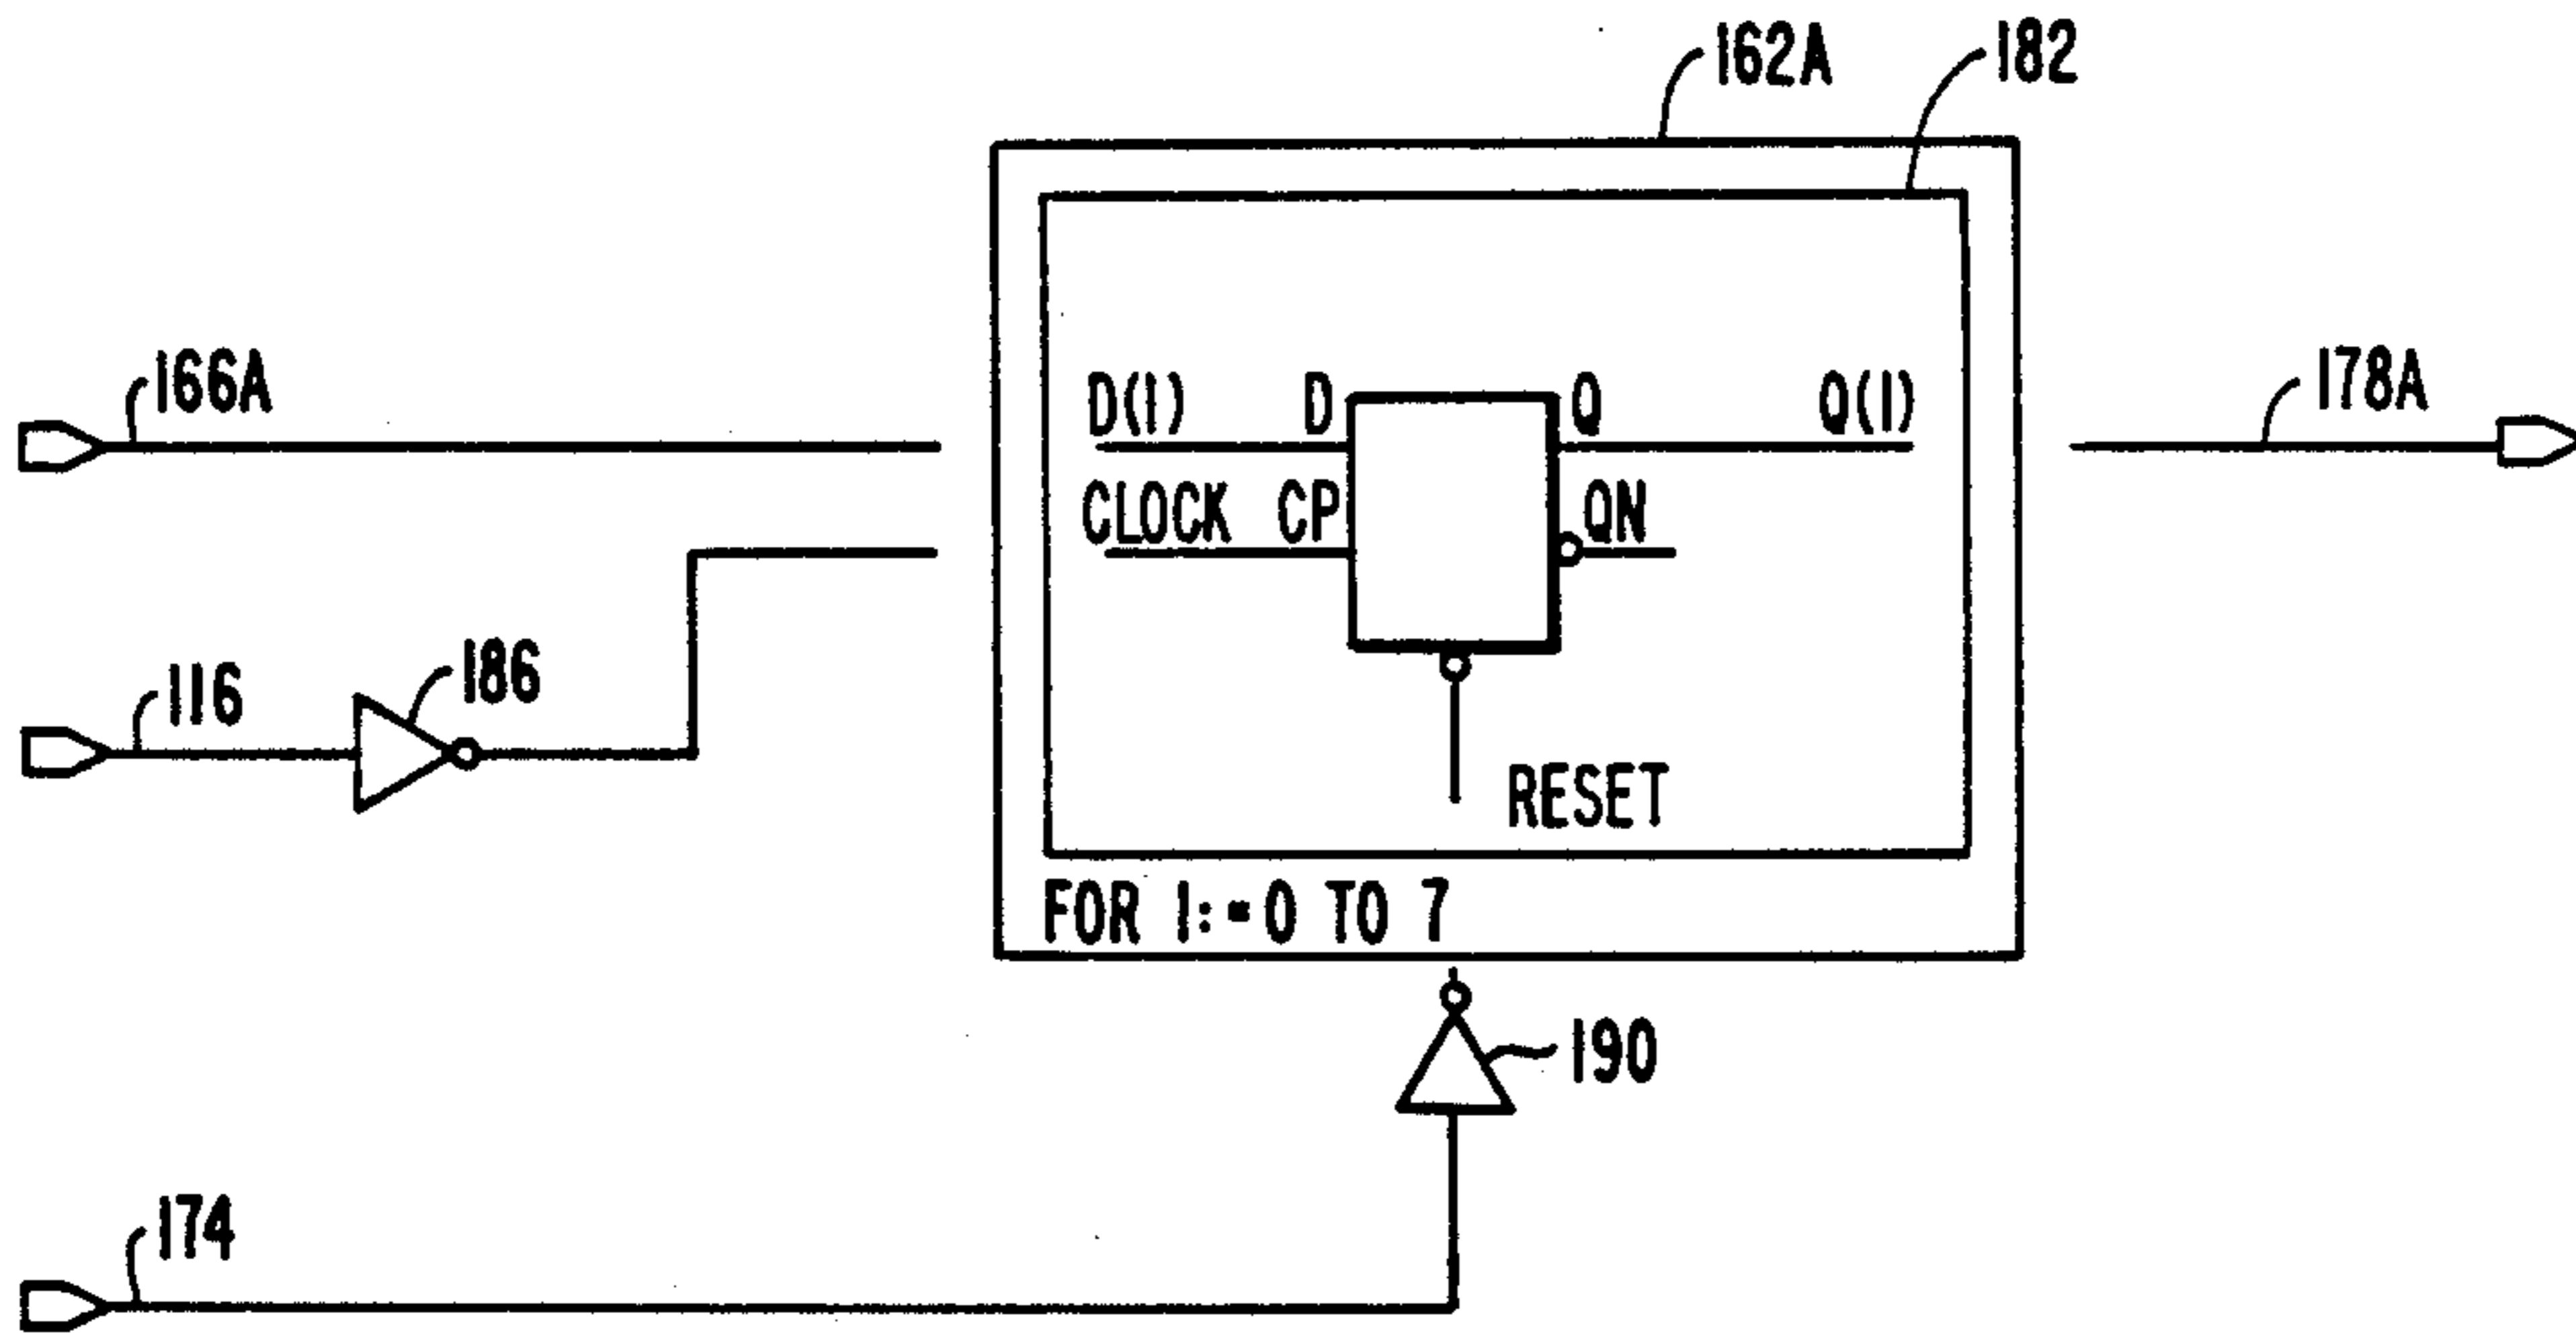 162A
182
166A
D(I)
D
Q
Q(I)
178A
CLOCK
CP
QN
116
186
RESET
FOR I:=0 TO 7
190
174